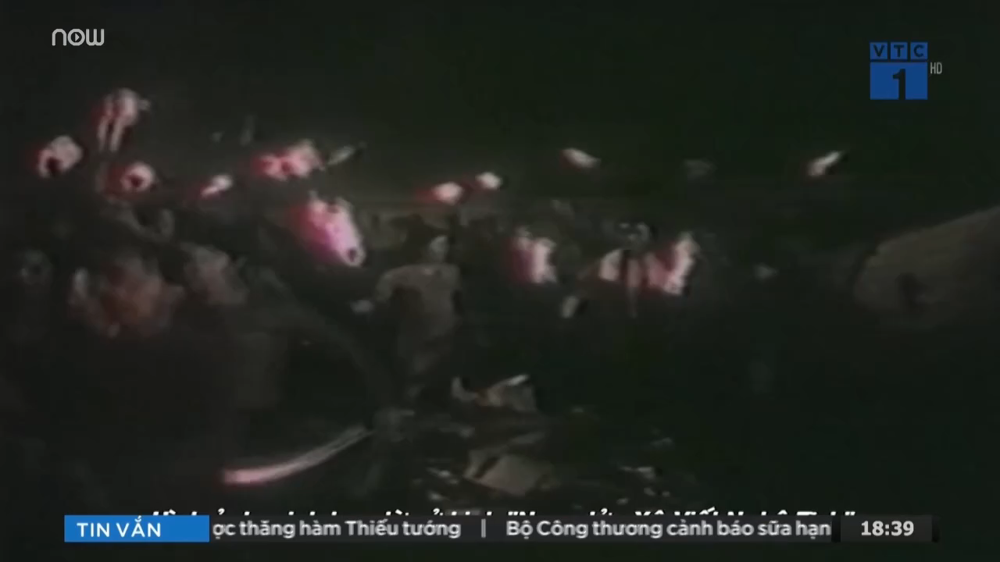 now
VTC
1 HD
TIN VẮN
ợc thăng hàm Thiếu tướng | Bộ Công thương cảnh báo sữa hạn
18:39